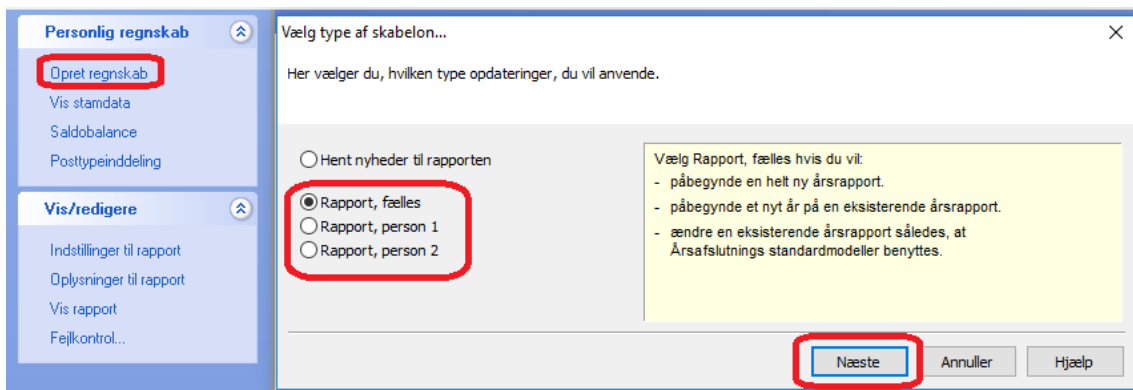 Personlig regnskab
Opret regnskab
Vis stamdata
Saldobalance
Posttypeinddeling
Vis/redigere
Indstillinger til rapport
Oplysninger til rapport
Vis rapport
Fejlkontrol...
Vælg type af skabelon...
Her vælger du, hvilken type opdateringer, du vil anvende.
Hent nyheder til rapporten
Rapport, fælles
Rapport, person 1
Rapport, person 2
Vælg Rapport, fælles hvis du vil:
- påbegynde en helt ny årsrapport.
- påbegynde et nyt år på en eksisterende årsrapport.
- ændre en eksisterende årsrapport således, at
Årsafslutnings standardmodeller benyttes.
Næste
Annuller
Hjælp